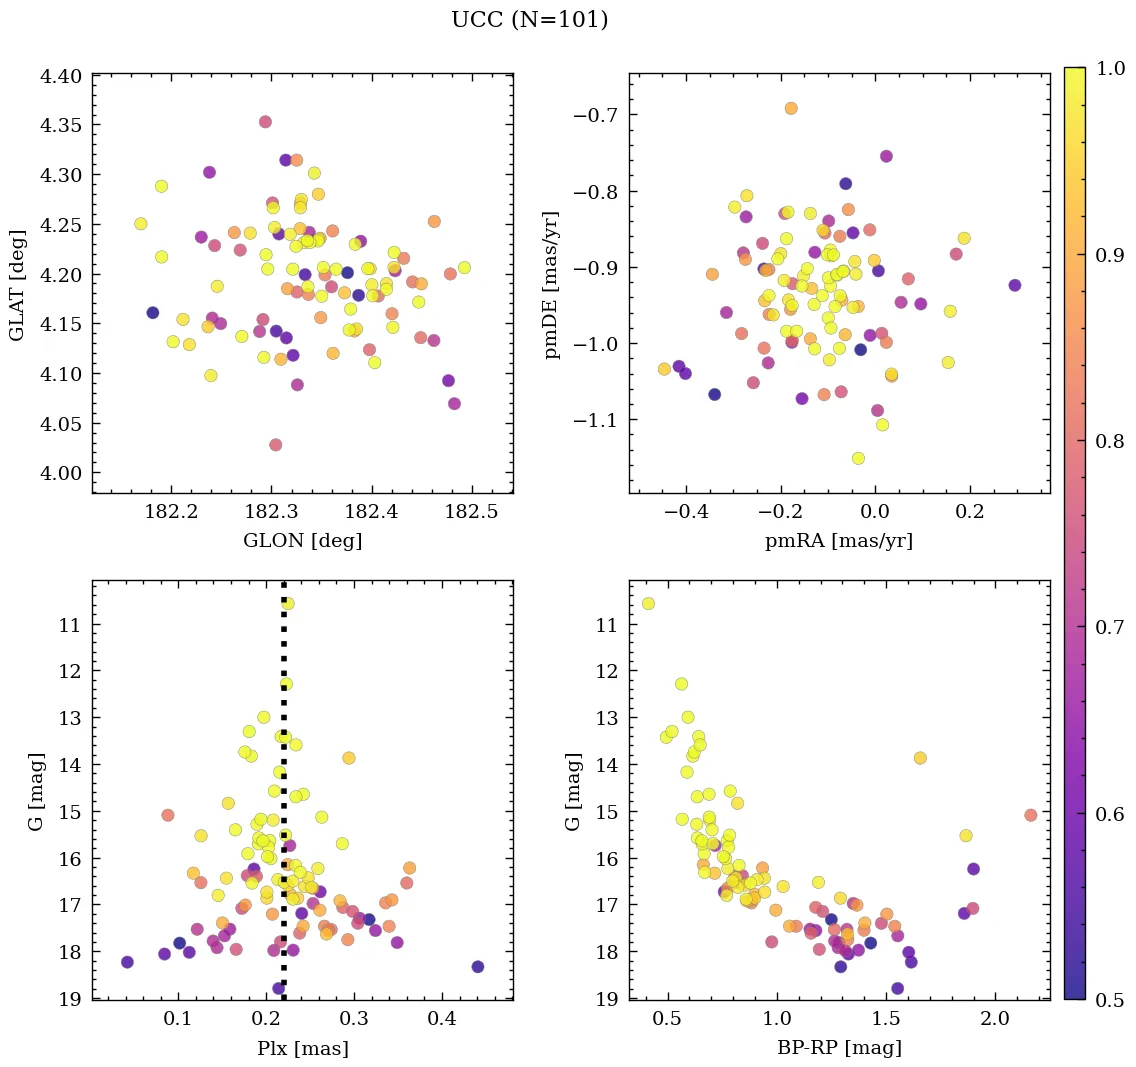 UCC (N=101)
4.40
4.35
4.30
4.25
4.20
4.15
4.10
4.05
4.00
GLAT [deg]
182.2 182.3 182.4 182.5
GLON [deg]
−0.7
−0.8
−0.9
−1.0
−1.1
pmDE [mas/yr]
−0.4 −0.2 0.0 0.2
pmRA [mas/yr]
11
12
13
14
15
16
17
18
19
G [mag]
0.1 0.2 0.3 0.4
Plx [mas]
11
12
13
14
15
16
17
18
19
G [mag]
0.5 1.0 1.5 2.0
BP-RP [mag]
1.0
0.9
0.8
0.7
0.6
0.5